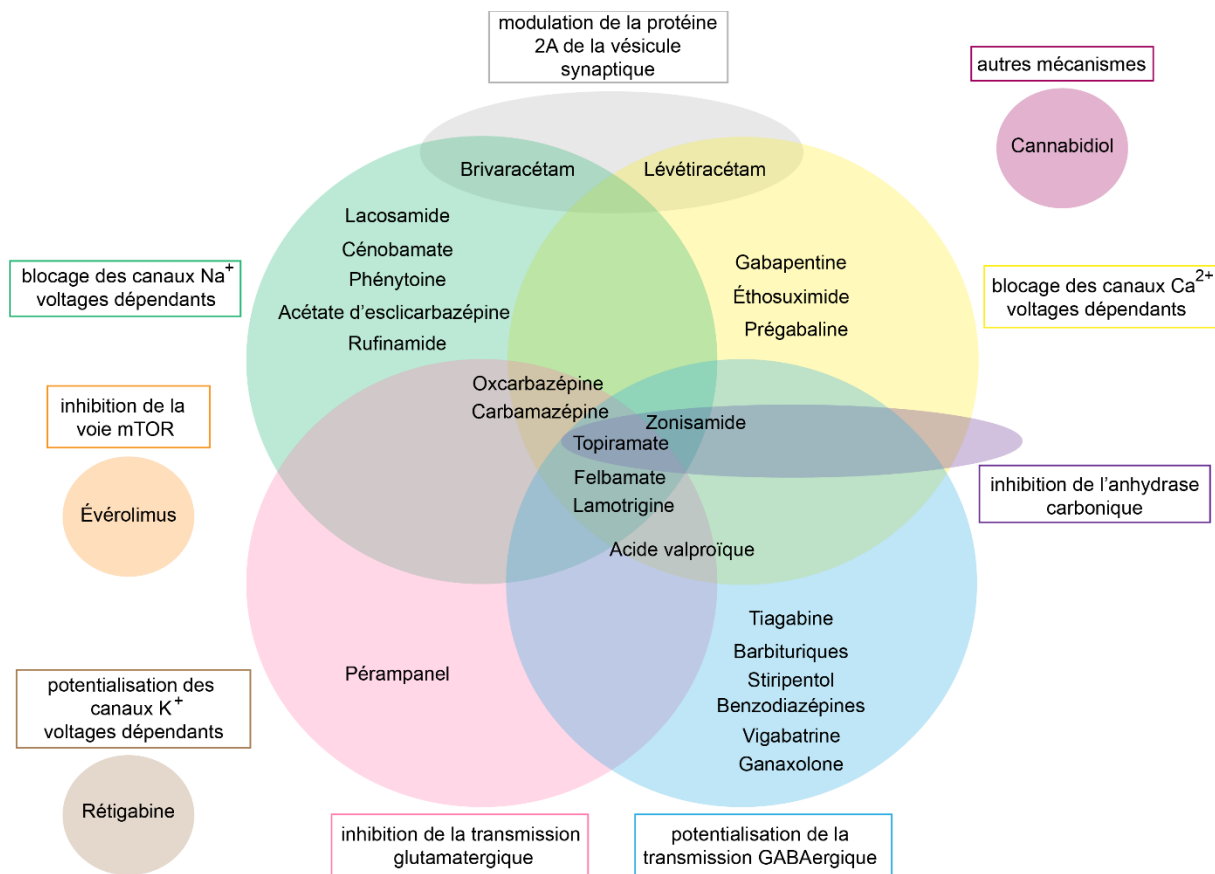 modulation de la protéine
2A de la vésicule
synaptique
autres mécanismes
Cannabidiol
Brivaracétam
Lévétiracétam
Lacosamide
Cénobamate
Phénytoine
Acétate d'esclicarbazépine
Rufinamide
blocage des canaux Na+
voltages dépendants
Gabapentine
Éthosuximide
Prégabaline
blocage des canaux Ca2+
voltages dépendants
Oxcarbazépine
Carbamazépine
Zonisamide
Topiramate
Felbamate
Lamotrigine
Acide valproïque
inhibition de la
voie mTOR
Évérolimus
inhibition de l'anhydrase
carbonique
Tiagabine
Barbituriques
Stiripentol
Benzodiazépines
Vigabatrine
Ganaxolone
Pérampanel
potentialisation des
canaux K+
voltages dépendants
Rétigabine
inhibition de la transmission
glutamatergique
potentialisation de la
transmission GABAergique